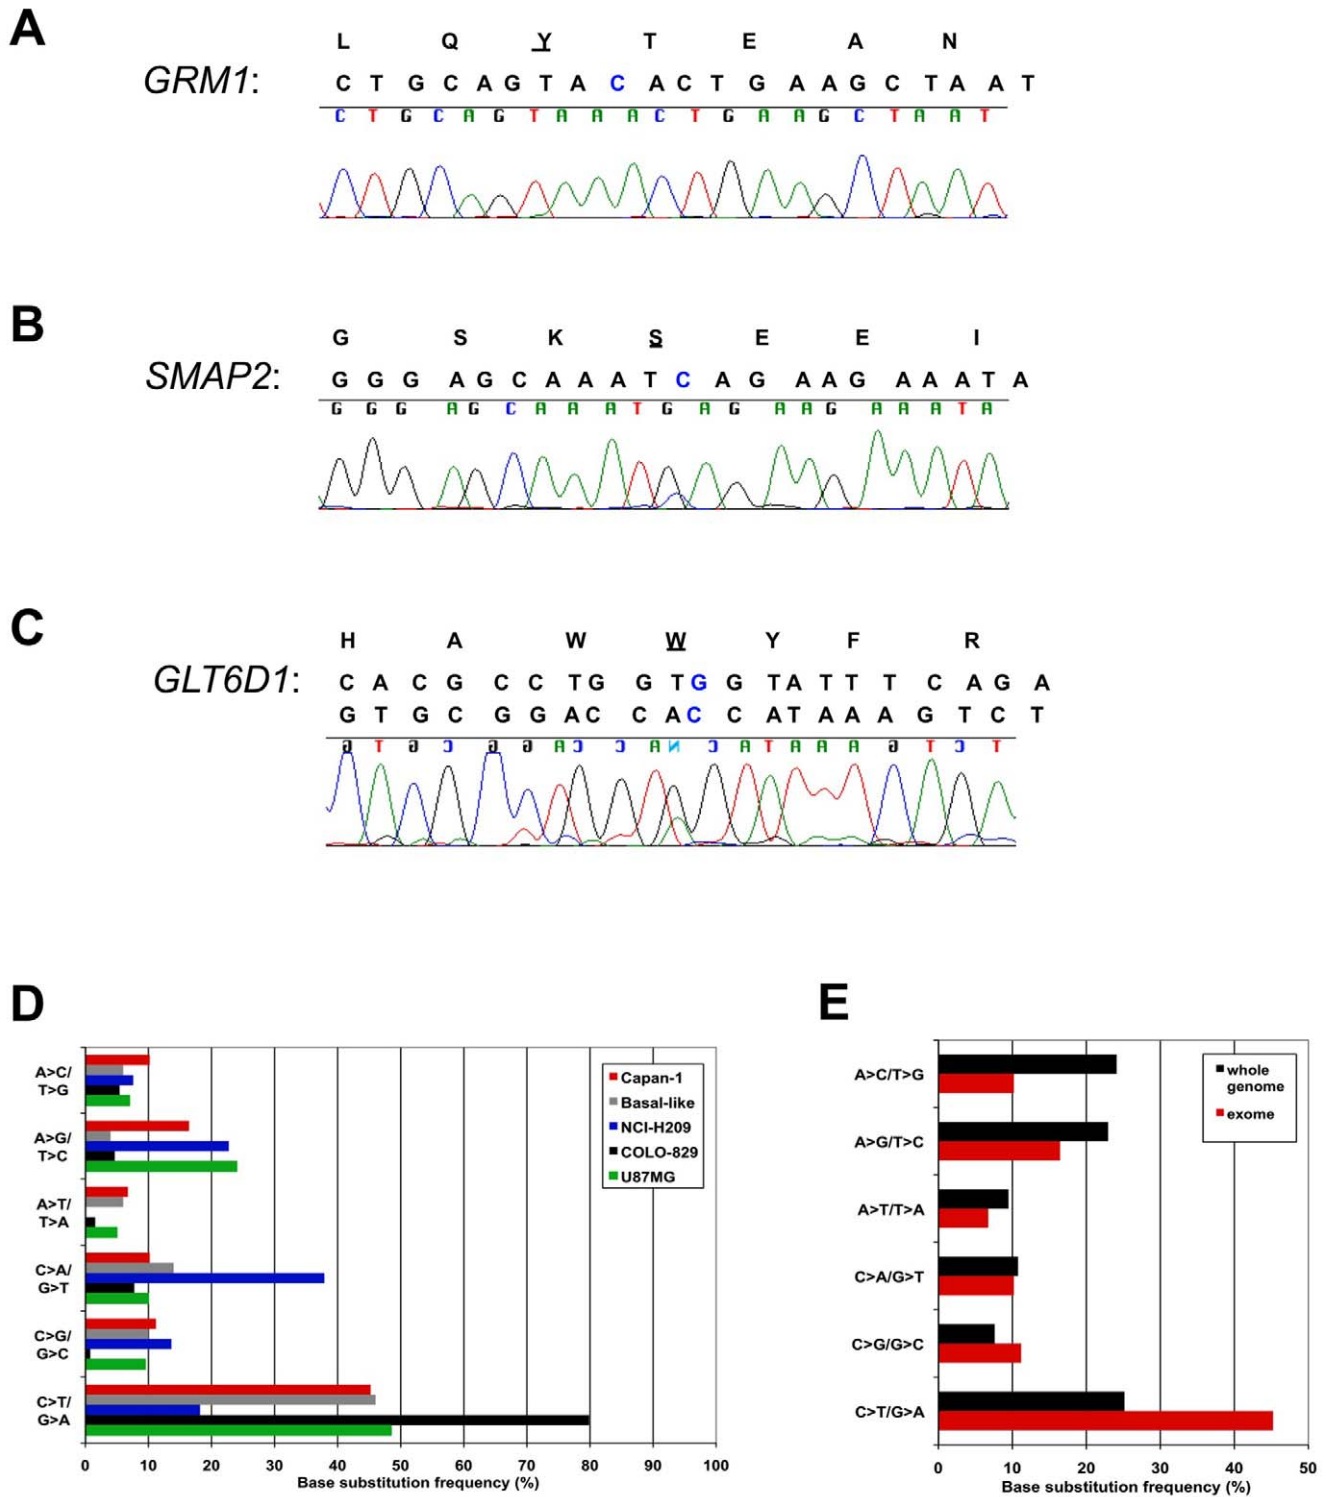 A
L Q Y T E A N
GRM1: C T G C A G T A C A C T G A A G C T A A T
C T G C A G T A A A C T G A A G C T A A T
B
G S K S E E I
SMAP2: G G G A G C A A A T C A G A A G A A A T A
G G G A G C A A A T G A G A A G A A A T A
C
H A W W Y F R
GLT6D1: C A C G C C T G G T G G T A T T T C A G A
G T G C G G A C C A C C A T A A A G T C T
G T G C G G A C C A N C A T A A A G T C T
D
A>C/
T>G
A>G/
T>C
A>T/
T>A
C>A/
G>T
C>G/
G>C
C>T/
G>A
Capan-1
Basal-like
NCI-H209
COLO-829
U87MG
0 10 20 30 40 50 60 70 80 90 100
Base substitution frequency (%)
E
A>C/T>G
A>G/T>C
A>T/T>A
C>A/G>T
C>G/G>C
C>T/G>A
whole
genome
exome
0 10 20 30 40 50
Base substitution frequency (%)